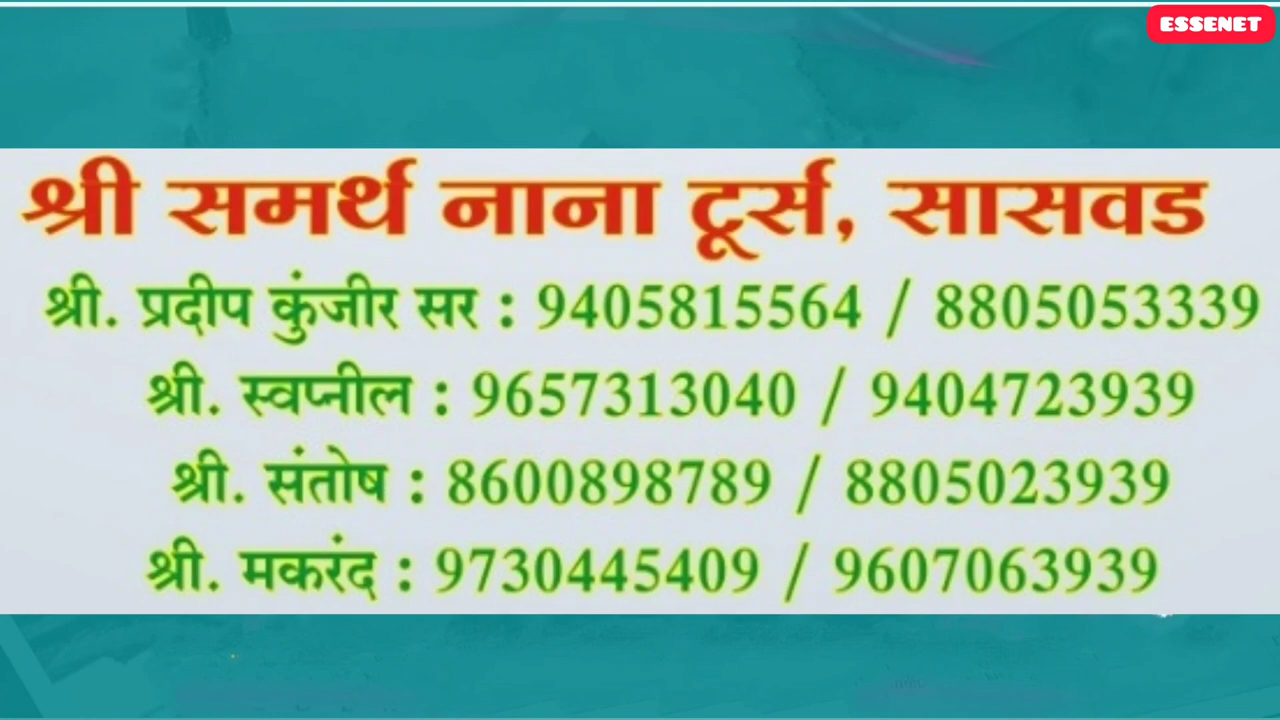 ESSENET
श्री समर्थ नाना टूर्स, सासवड
श्री. प्रदीप कुंजीर सर : 9405815564 / 8805053339
श्री. स्वप्नील : 9657313040 / 9404723939
श्री. संतोष : 8600898789 / 8805023939
श्री. मकरंद : 9730445409 / 9607063939